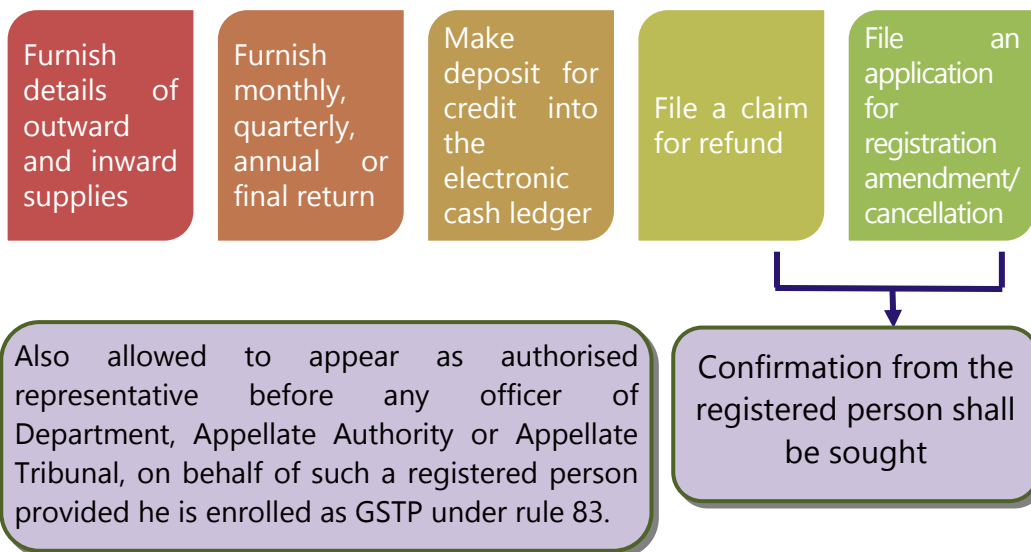 Furnish
details of
outward
and inward
supplies
Furnish
monthly,
quarterly,
annual or
final return
Make
deposit for
credit into
the
electronic
cash ledger
File a claim
for refund
File an
application
for
registration
amendment/
cancellation
Also allowed to appear as authorised
representative before any officer of
Department, Appellate Authority or Appellate
Tribunal, on behalf of such a registered person
provided he is enrolled as GSTP under rule 83.
Confirmation from the
registered person shall
be sought